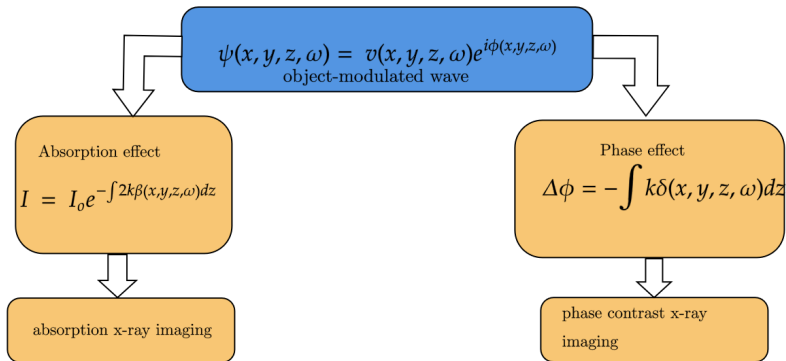 ψ(x, y, z, ω) = v(x, y, z, ω)e^{iϕ(x,y,z,ω)}
object-modulated wave
Absorption effect
I = I_o e^{-∫2kβ(x,y,z,ω)dz}
Phase effect
Δϕ = -∫ kδ(x, y, z, ω)dz
absorption x-ray imaging
phase contrast x-ray
imaging